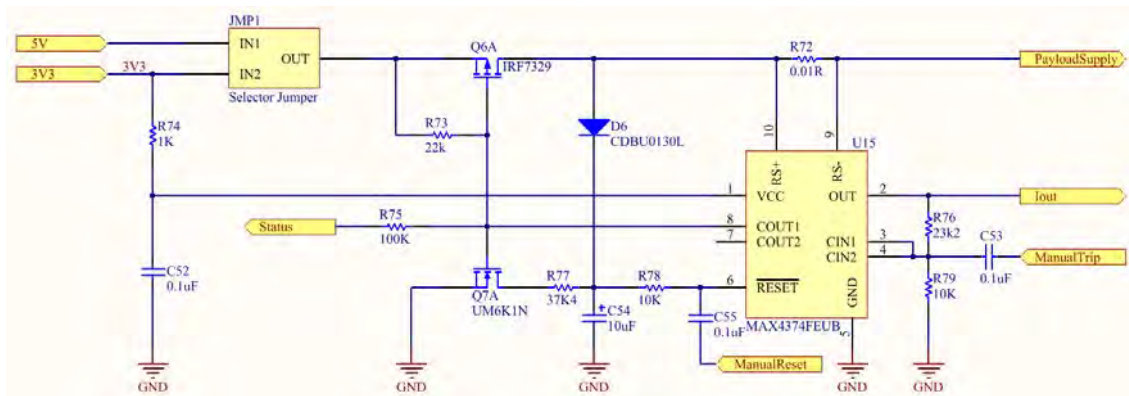 JMP1
5V
IN1
OUT
3V3
3V3
IN2
Selector Jumper
R74
1K
C52
0.1uF
GND
Q6A
IRF7329
R73
22k
D6
CDBU0130L
R72
0.01R
PayloadSupply
U15
10
9
RS+
RS-
1
VCC
OUT
2
Iout
Status
R75
100K
8
COUT1
7
COUT2
CIN1
3
CIN2
4
R76
23k2
C53
0.1uF
ManualTrip
Q7A
UM6K1N
R77
37K4
R78
10K
6
RESET
GND
5
MAX4374FEUB
R79
10K
C54
+
10uF
C55
0.1uF
ManualReset
GND
GND
GND
GND